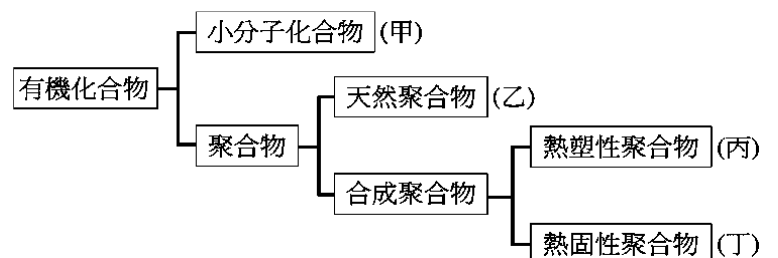 小分子化合物 (甲)
有機化合物
天然聚合物 (乙)
聚合物
熱塑性聚合物 (丙)
合成聚合物
熱固性聚合物 (丁)